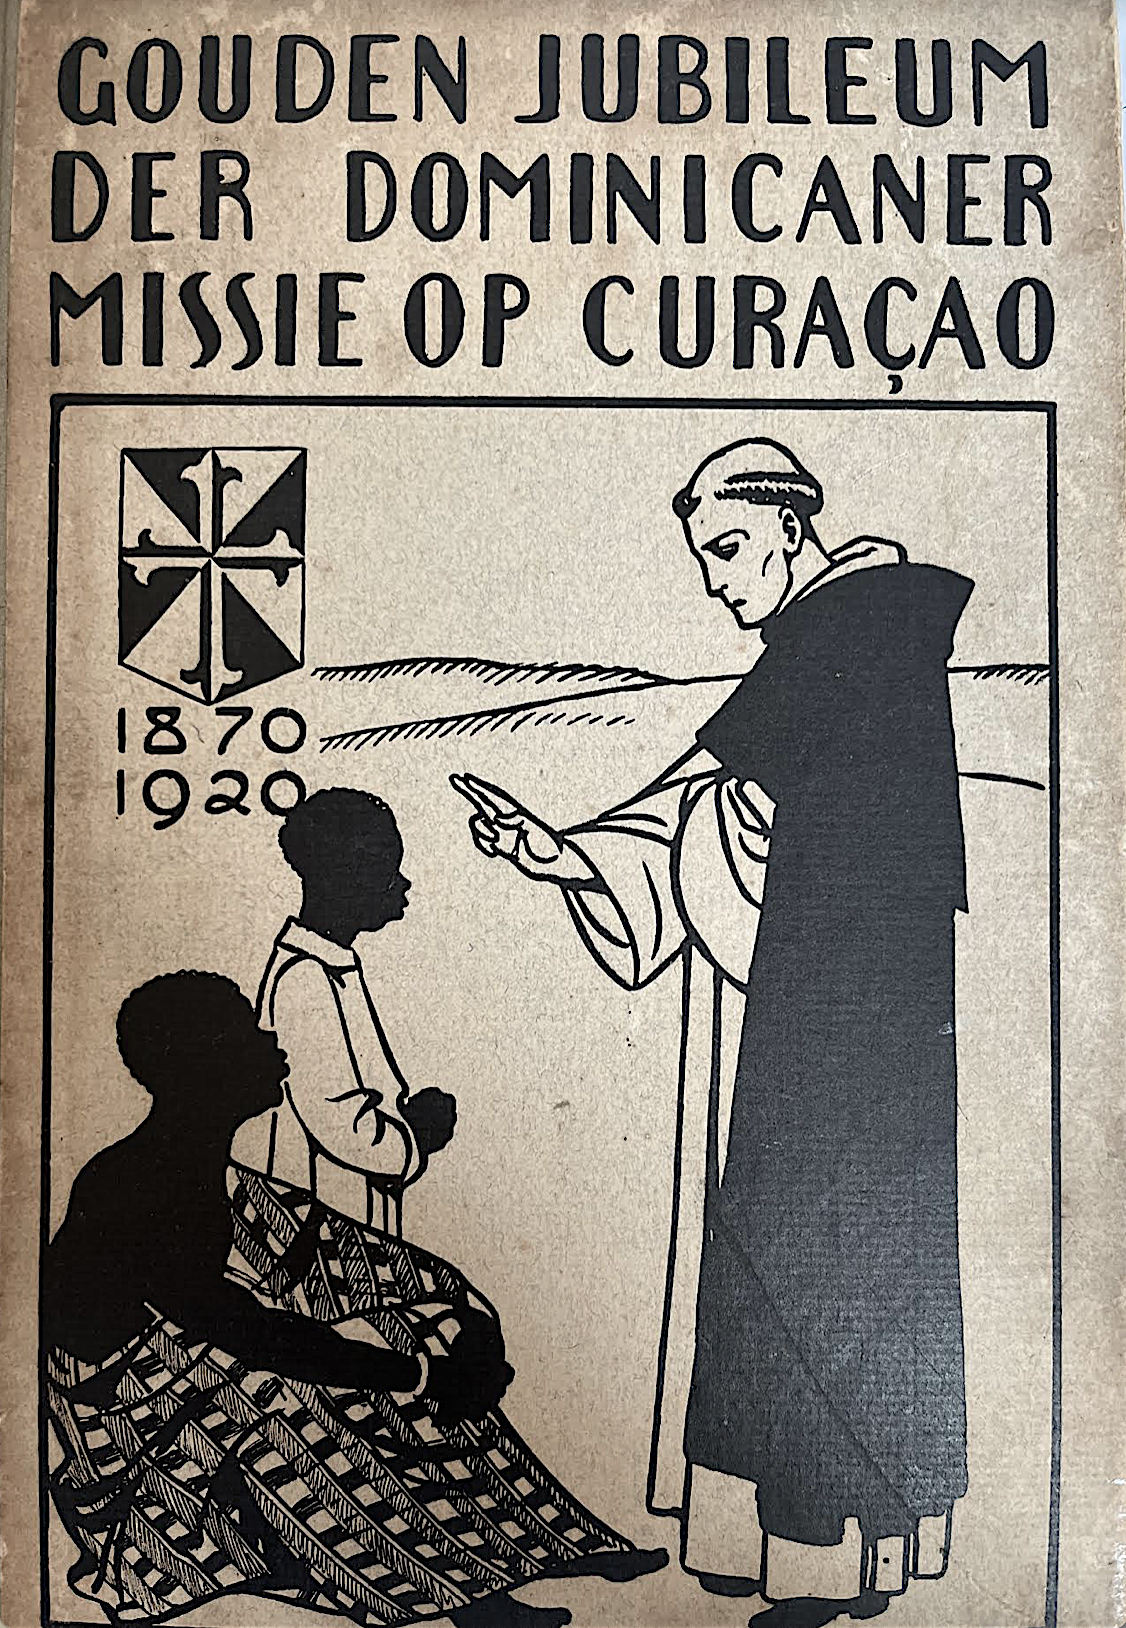 GOUDEN JUBILEUM
DER DOMINICANER
MISSIE OP CURAÇAO
1870
1920